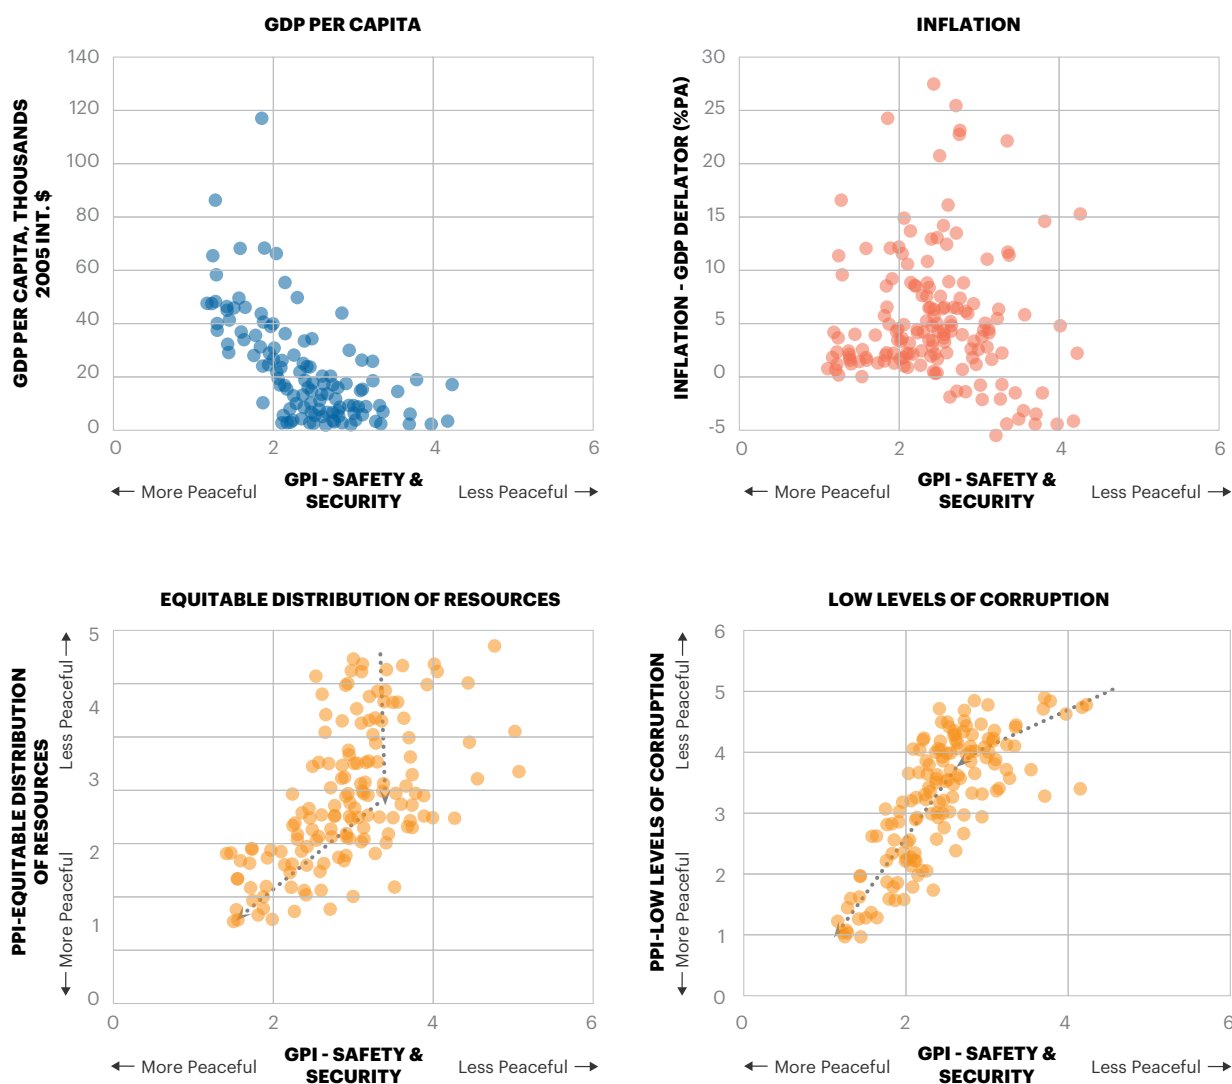 GDP PER CAPITA
GDP PER CAPITA, THOUSANDS
2005 INT. $
140
120
100
80
60
40
20
0
0
2
4
6
← More Peaceful
GPI - SAFETY &
SECURITY
Less Peaceful →
INFLATION
INFLATION - GDP DEFLATOR (%PA)
30
25
20
15
10
5
0
-5
0
2
4
6
← More Peaceful
GPI - SAFETY &
SECURITY
Less Peaceful →
EQUITABLE DISTRIBUTION OF RESOURCES
PPI-EQUITABLE DISTRIBUTION
OF RESOURCES
← More Peaceful
Less Peaceful →
5
4
3
2
1
0
0
2
4
6
← More Peaceful
GPI - SAFETY &
SECURITY
Less Peaceful →
LOW LEVELS OF CORRUPTION
PPI-LOW LEVELS OF CORRUPTION
← More Peaceful
Less Peaceful →
6
5
4
3
2
1
0
0
2
4
6
← More Peaceful
GPI - SAFETY &
SECURITY
Less Peaceful →